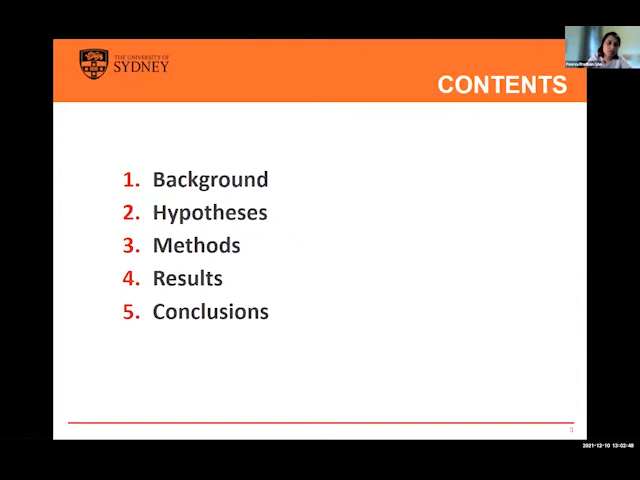 THE UNIVERSITY OF
SYDNEY
CONTENTS
1. Background
2. Hypotheses
3. Methods
4. Results
5. Conclusions
3
2021-12-10 13:02:48